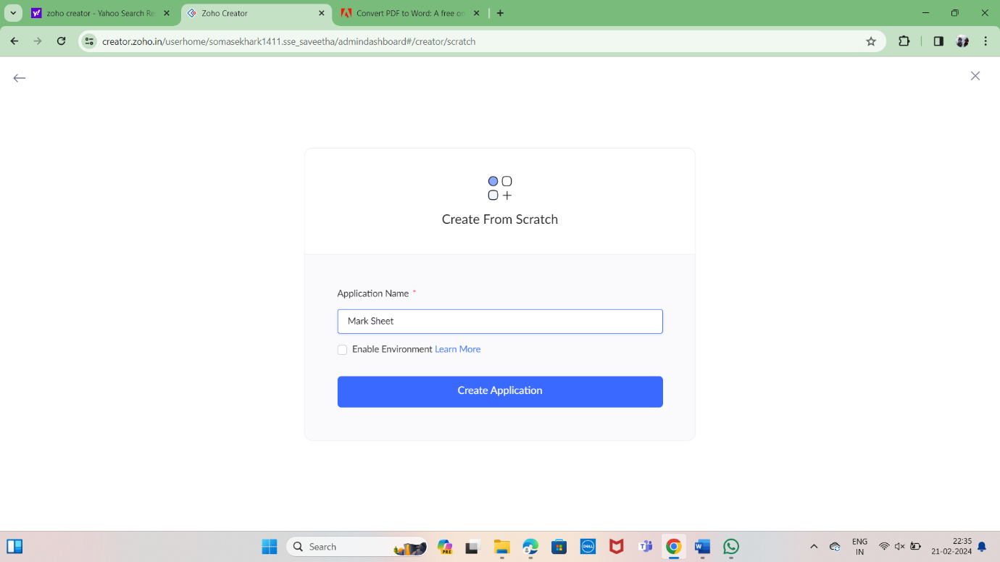 zoho creator - Yahoo Search Re
Zoho Creator
Convert PDF to Word: A free on
creator.zoho.in/userhome/somasekhark1411.sse_saveetha/admindashboard#/creator/scratch
Create From Scratch
Application Name *
Mark Sheet
Enable Environment Learn More
Create Application
Search
PRE
DELL
ENG
IN
22:35
21-02-2024